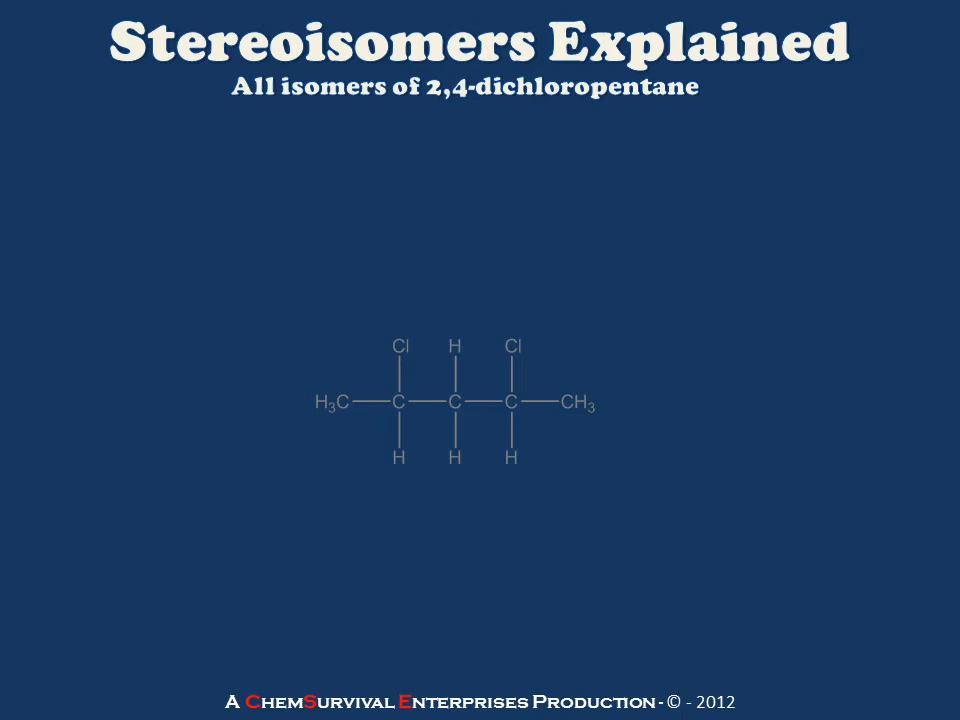 Stereoisomers Explained
All isomers of 2,4-dichloropentane
Cl H Cl
H₃C C C C CH₃
H H H
A ChemSurvival Enterprises Production - © - 2012